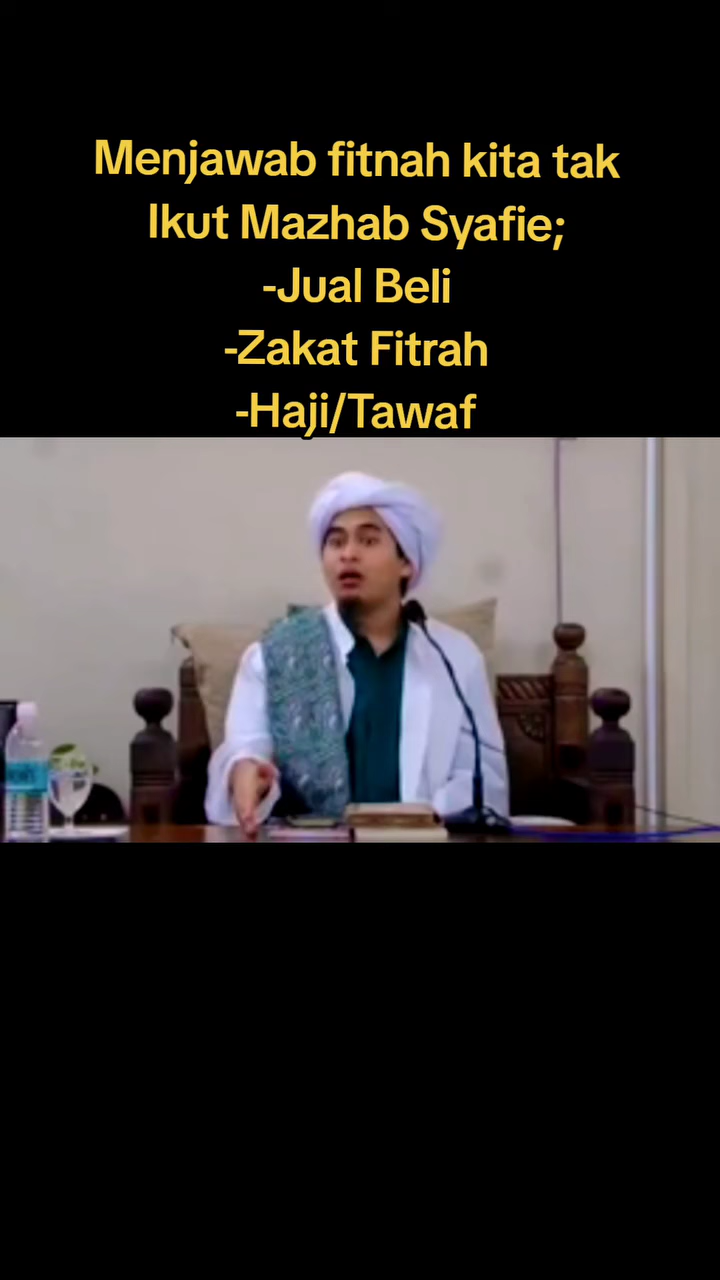 Menjawab fitnah kita tak
Ikut Mazhab Syafie;
-Jual Beli
-Zakat Fitrah
-Haji/Tawaf